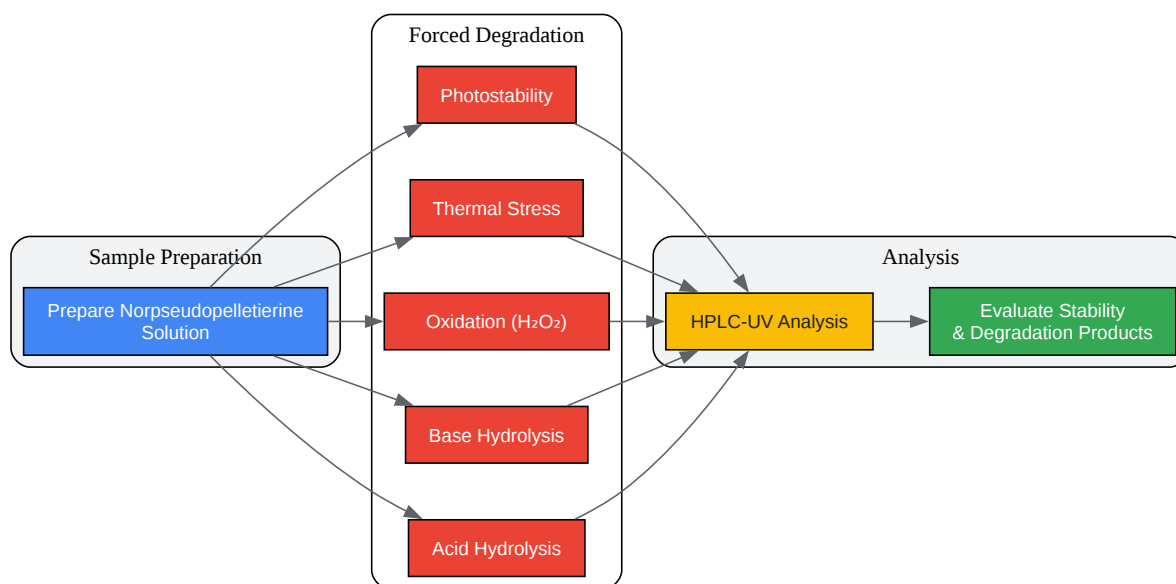 Forced Degradation
Photostability
Thermal Stress
Sample Preparation
Analysis
Prepare Norpseudopelletierine
Solution
Oxidation (H₂O₂)
HPLC-UV Analysis
Evaluate Stability
& Degradation Products
Base Hydrolysis
Acid Hydrolysis